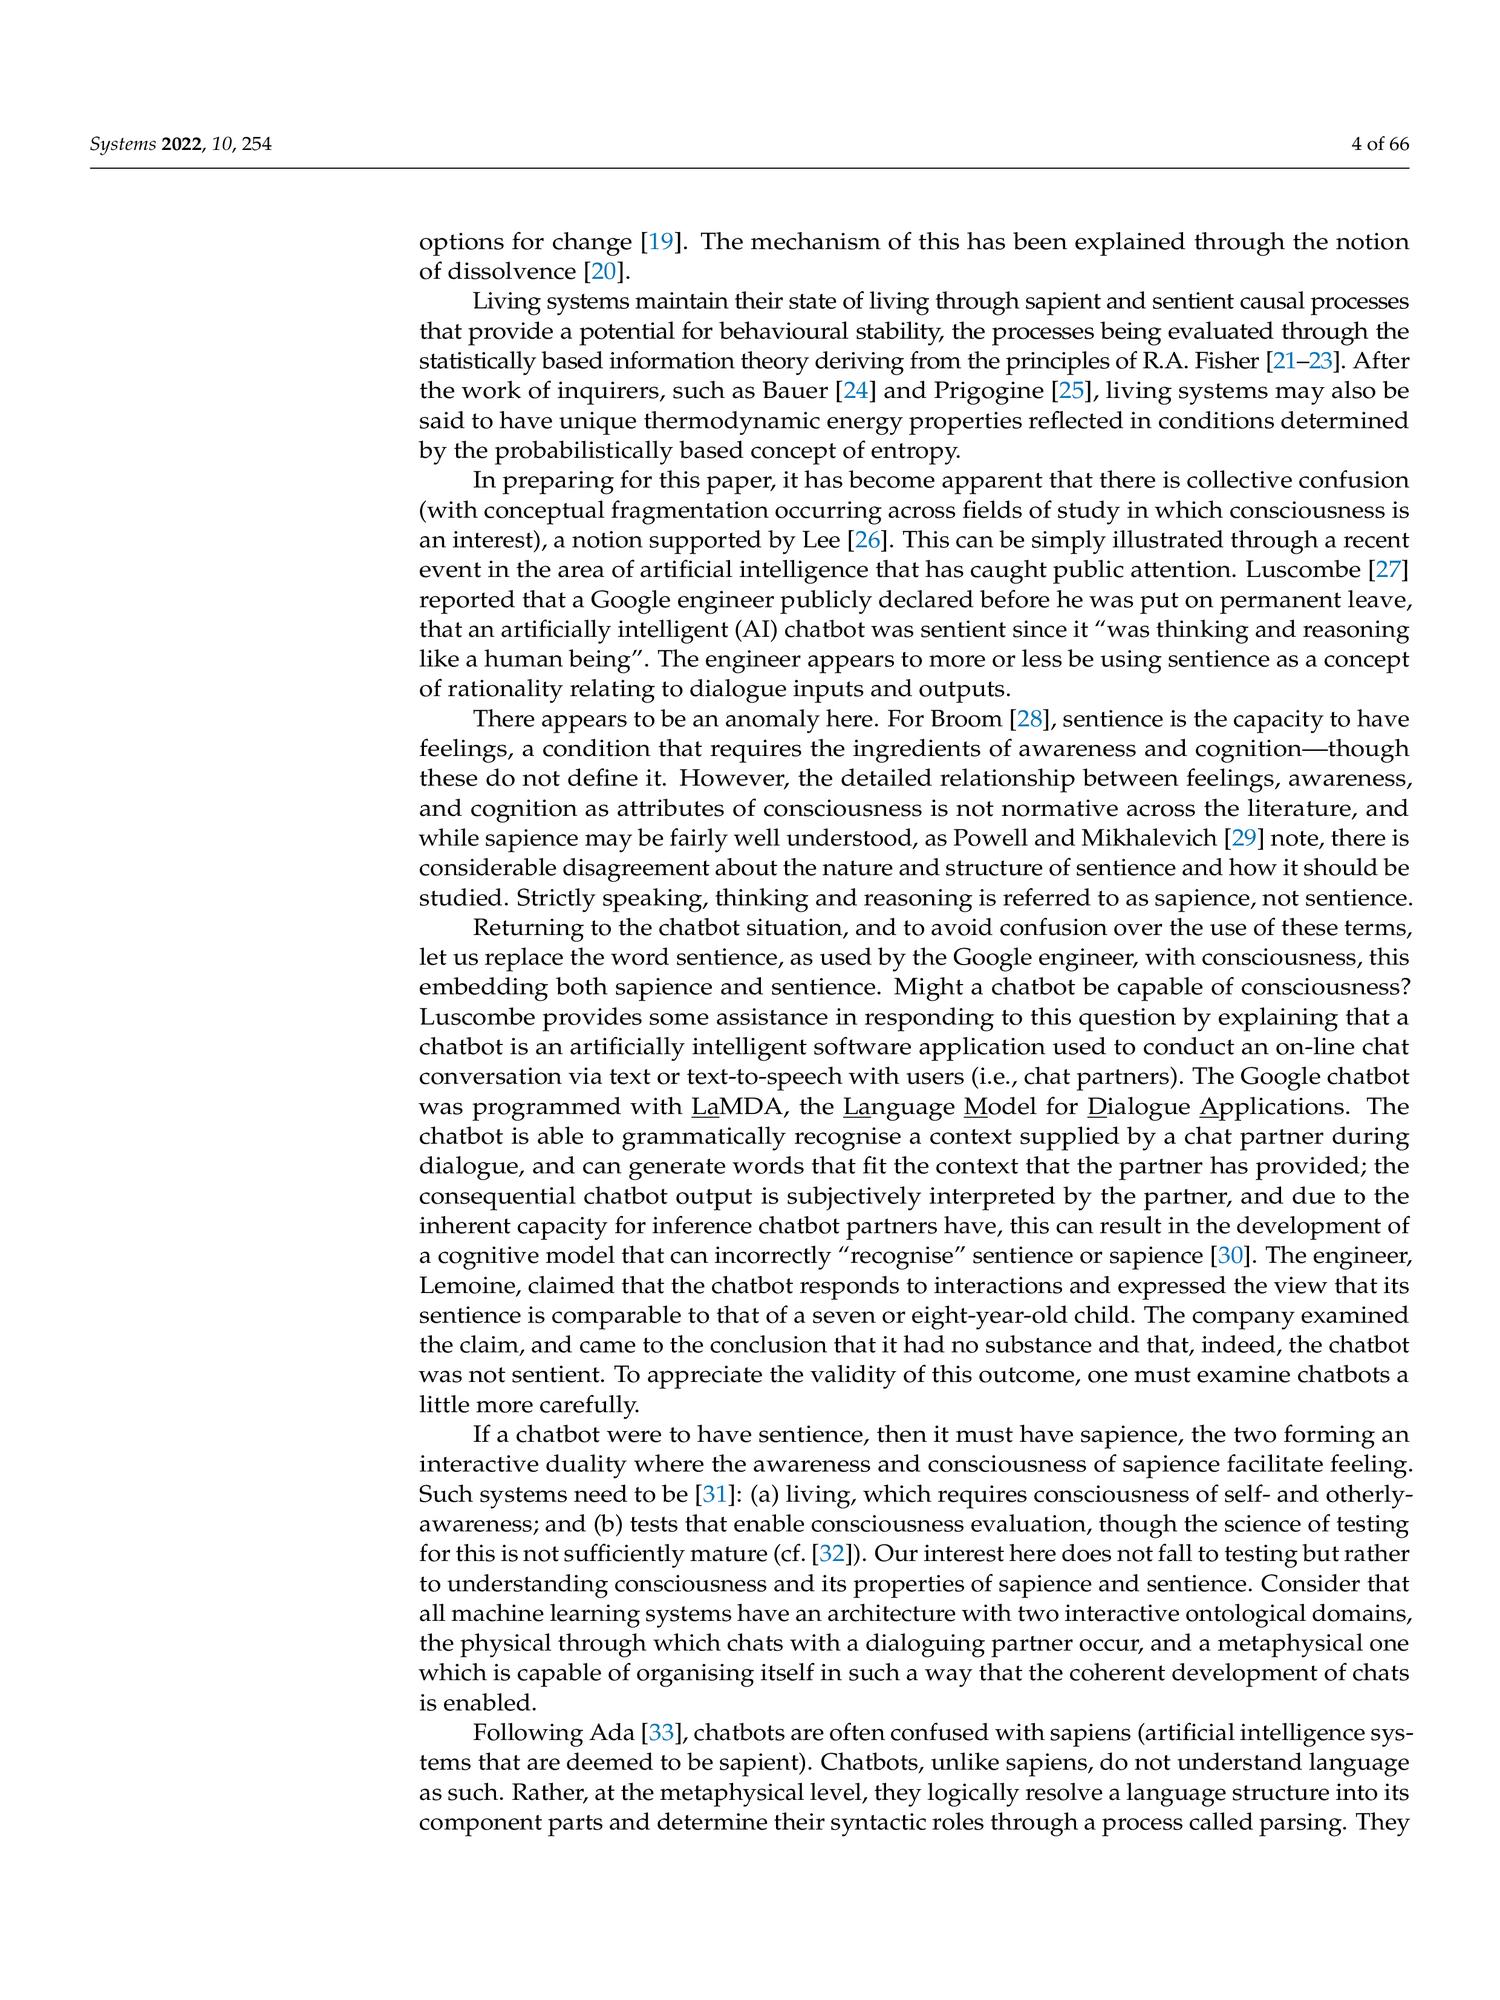 Systems 2022, 10, 254
4 of 66
options for change [19]. The mechanism of this has been explained through the notion
of dissolvence [20].
Living systems maintain their state of living through sapient and sentient causal processes
that provide a potential for behavioural stability, the processes being evaluated through the
statistically based information theory deriving from the principles of R.A. Fisher [21–23]. After
the work of inquirers, such as Bauer [24] and Prigogine [25], living systems may also be
said to have unique thermodynamic energy properties reflected in conditions determined
by the probabilistically based concept of entropy.
In preparing for this paper, it has become apparent that there is collective confusion
(with conceptual fragmentation occurring across fields of study in which consciousness is
an interest), a notion supported by Lee [26]. This can be simply illustrated through a recent
event in the area of artificial intelligence that has caught public attention. Luscombe [27]
reported that a Google engineer publicly declared before he was put on permanent leave,
that an artificially intelligent (AI) chatbot was sentient since it “was thinking and reasoning
like a human being”. The engineer appears to more or less be using sentience as a concept
of rationality relating to dialogue inputs and outputs.
There appears to be an anomaly here. For Broom [28], sentience is the capacity to have
feelings, a condition that requires the ingredients of awareness and cognition—though
these do not define it. However, the detailed relationship between feelings, awareness,
and cognition as attributes of consciousness is not normative across the literature, and
while sapience may be fairly well understood, as Powell and Mikhalevich [29] note, there is
considerable disagreement about the nature and structure of sentience and how it should be
studied. Strictly speaking, thinking and reasoning is referred to as sapience, not sentience.
Returning to the chatbot situation, and to avoid confusion over the use of these terms,
let us replace the word sentience, as used by the Google engineer, with consciousness, this
embedding both sapience and sentience. Might a chatbot be capable of consciousness?
Luscombe provides some assistance in responding to this question by explaining that a
chatbot is an artificially intelligent software application used to conduct an on-line chat
conversation via text or text-to-speech with users (i.e., chat partners). The Google chatbot
was programmed with LaMDA, the Language Model for Dialogue Applications. The
chatbot is able to grammatically recognise a context supplied by a chat partner during
dialogue, and can generate words that fit the context that the partner has provided; the
consequential chatbot output is subjectively interpreted by the partner, and due to the
inherent capacity for inference chatbot partners have, this can result in the development of
a cognitive model that can incorrectly “recognise” sentience or sapience [30]. The engineer,
Lemoine, claimed that the chatbot responds to interactions and expressed the view that its
sentience is comparable to that of a seven or eight-year-old child. The company examined
the claim, and came to the conclusion that it had no substance and that, indeed, the chatbot
was not sentient. To appreciate the validity of this outcome, one must examine chatbots a
little more carefully.
If a chatbot were to have sentience, then it must have sapience, the two forming an
interactive duality where the awareness and consciousness of sapience facilitate feeling.
Such systems need to be [31]: (a) living, which requires consciousness of self- and otherly-
awareness; and (b) tests that enable consciousness evaluation, though the science of testing
for this is not sufficiently mature (cf. [32]). Our interest here does not fall to testing but rather
to understanding consciousness and its properties of sapience and sentience. Consider that
all machine learning systems have an architecture with two interactive ontological domains,
the physical through which chats with a dialoguing partner occur, and a metaphysical one
which is capable of organising itself in such a way that the coherent development of chats
is enabled.
Following Ada [33], chatbots are often confused with sapiens (artificial intelligence sys-
tems that are deemed to be sapient). Chatbots, unlike sapiens, do not understand language
as such. Rather, at the metaphysical level, they logically resolve a language structure into its
component parts and determine their syntactic roles through a process called parsing. They